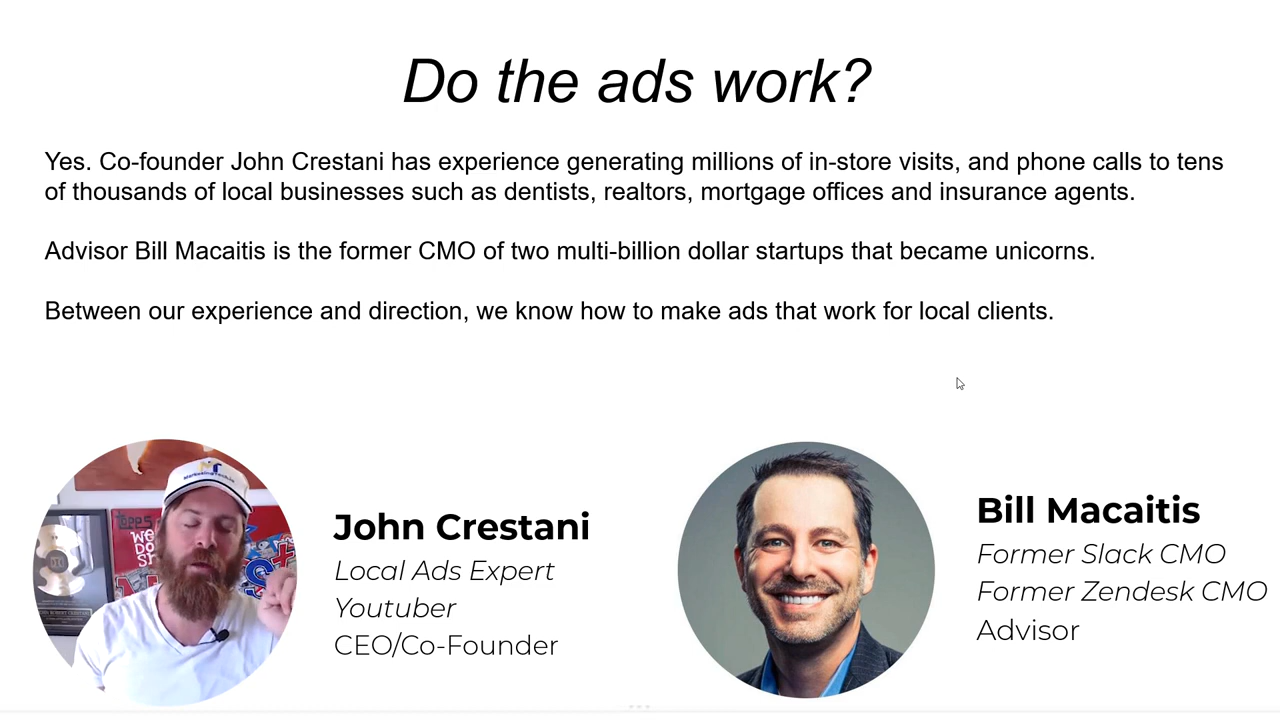 Do the ads work?
Yes. Co-founder John Crestani has experience generating millions of in-store visits, and phone calls to tens
of thousands of local businesses such as dentists, realtors, mortgage offices and insurance agents.
Advisor Bill Macaitis is the former CMO of two multi-billion dollar startups that became unicorns.
Between our experience and direction, we know how to make ads that work for local clients.
John Crestani
Local Ads Expert
Youtuber
CEO/Co-Founder
Bill Macaitis
Former Slack CMO
Former Zendesk CMO
Advisor